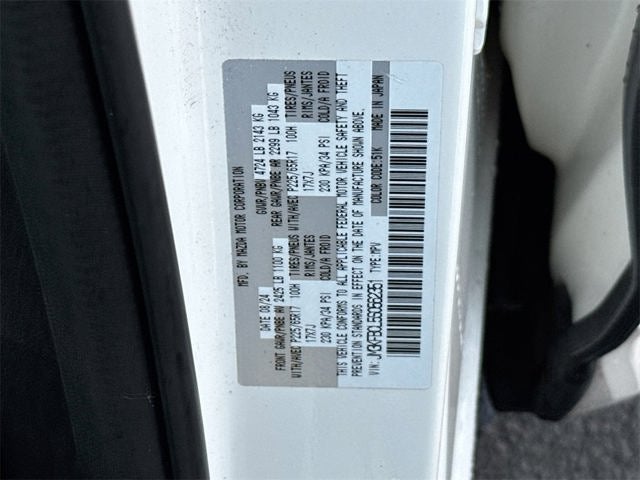 MFD. BY MAZDA MOTOR CORPORATION
DATE 08/24 GVWR/PNBV 4724 LB 2143 KG
FRONT GAWR/PNBE AV 2425 LB 1100 KG REAR GAWR/PNBE AR 2299 LB 1043 KG
WITH/AVEC P225/65R17 100H TIRES/PNEUS WITH/AVEC P225/65R17 100H TIRES/PNEUS
17X7J RIMS/JANTES 17X7J RIMS/JANTES
230 KPA/34 PSI COLD/A FROID 230 KPA/34 PSI COLD/A FROID
THIS VEHICLE CONFORMS TO ALL APPLICABLE FEDERAL MOTOR VEHICLE SAFETY AND THEFT
PREVENTION STANDARDS IN EFFECT ON THE DATE OF MANUFACTURE SHOWN ABOVE.
VIN: TYPE:MPV COLOR CODE:51K MADE IN JAPAN